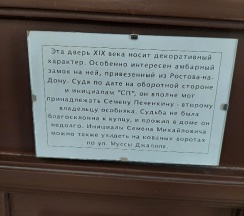 Эта дверь XIX века носит декоративный
характер. Особенно интересен амбарный
замок на ней, привезенный из Ростова-на-
Дону. Судя по дате на оборотной стороне
и инициалам "СП", он вполне мог
принадлежать Семену Печенкину - второму
владельцу особняка. Судьба не была
благосклонна к купцу, и прожил в доме он
недолго. Инициалы Семена Михайловича
можно также увидеть на кованых воротах
по ул. Муссы Джалиля.